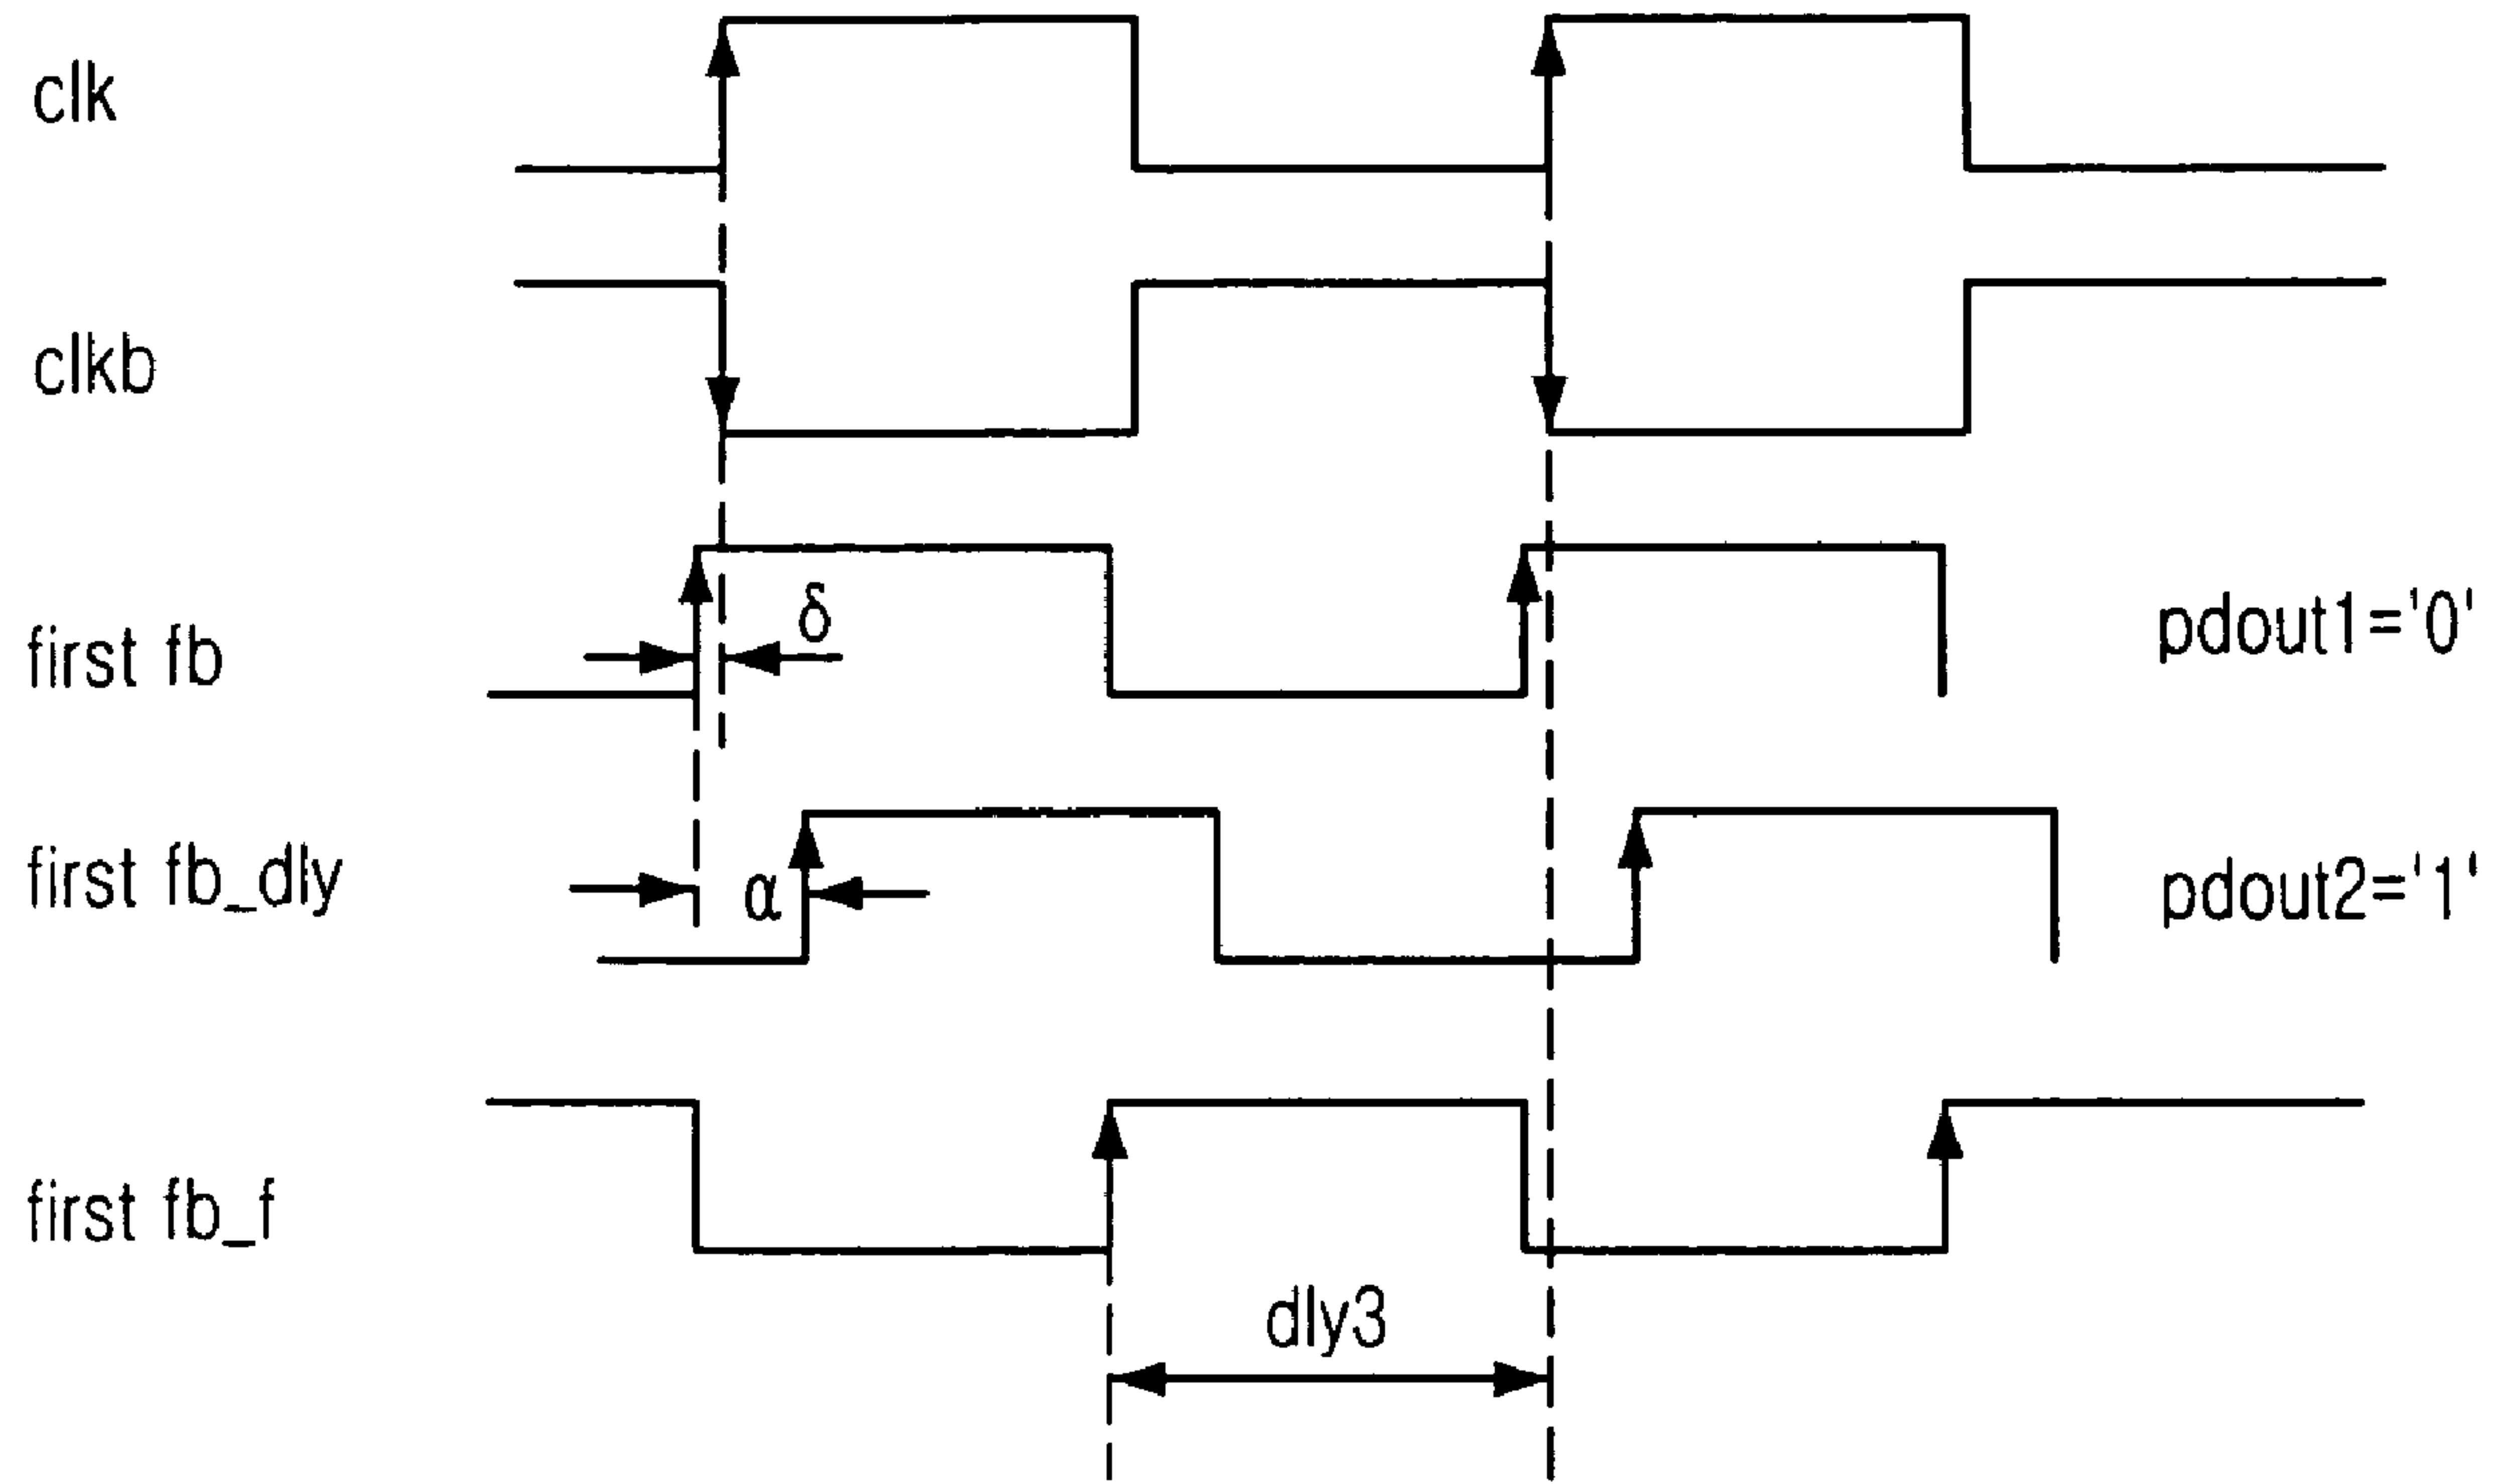 clk
clkb
δ
first fb
pdout1='0'
first fb_dly
α
pdout2='1'
first fb_f
dly3